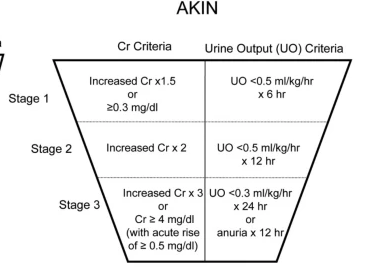 AKIN
Cr Criteria
Urine Output (UO) Criteria
Stage 1
Increased Cr x1.5
or
≥0.3 mg/dl
UO <0.5 ml/kg/hr
x 6 hr
Stage 2
Increased Cr x 2
UO <0.5 ml/kg/hr
x 12 hr
Stage 3
Increased Cr x 3
or
Cr ≥ 4 mg/dl
(with acute rise
of ≥ 0.5 mg/dl)
UO <0.3 ml/kg/hr
x 24 hr
or
anuria x 12 hr